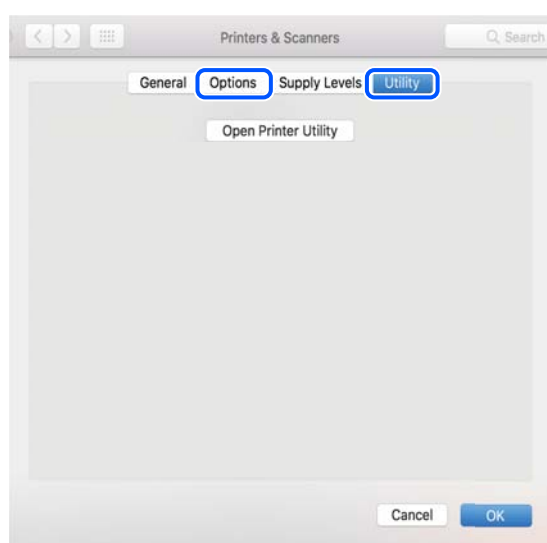 Printers & Scanners Search
General Options Supply Levels Utility
Open Printer Utility
Cancel OK